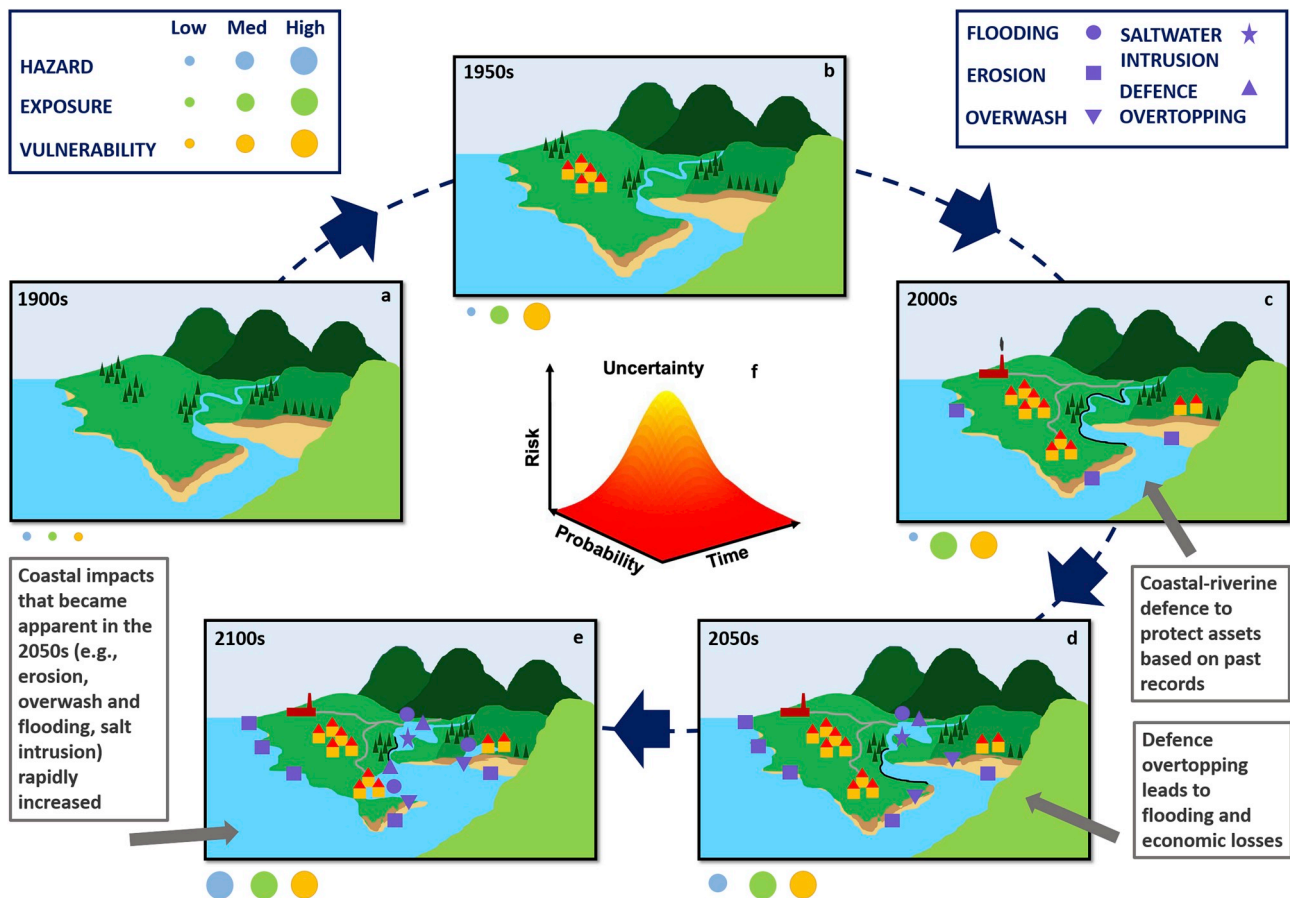 Low Med High
HAZARD
EXPOSURE
VULNERABILITY
FLOODING
EROSION
OVERWASH
SALTWATER
INTRUSION
DEFENCE
OVERTOPPING
1900s
a
1950s
b
2000s
c
Coastal-riverine
defence to
protect assets
based on past
records
2050s
d
Defence
overtopping
leads to
flooding and
economic losses
2100s
e
Coastal impacts
that became
apparent in the
2050s (e.g.,
erosion,
overwash and
flooding, salt
intrusion)
rapidly
increased
Uncertainty
f
Risk
Probability
Time